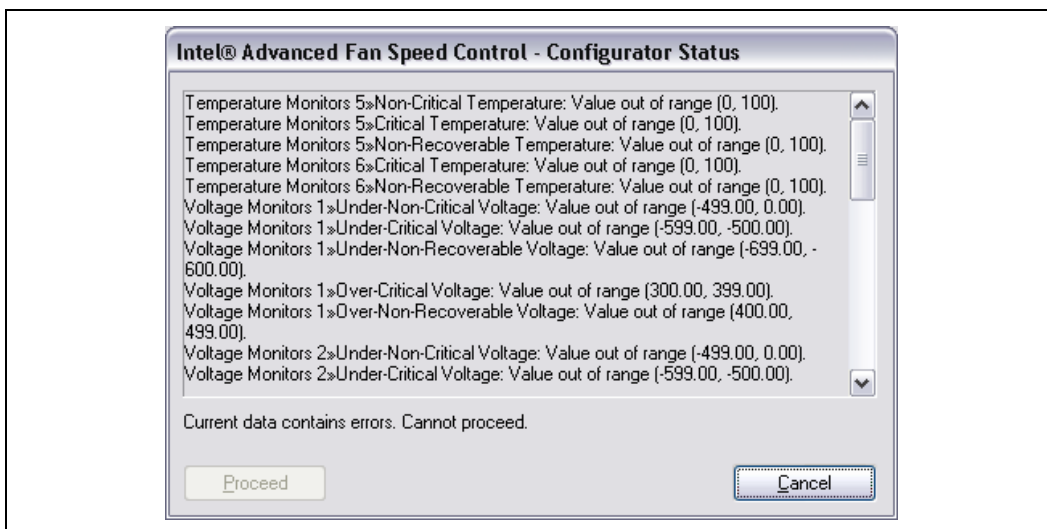 Intel® Advanced Fan Speed Control - Configurator Status
Temperature Monitors 5»Non-Critical Temperature: Value out of range (0, 100).
Temperature Monitors 5»Critical Temperature: Value out of range (0, 100).
Temperature Monitors 5»Non-Recoverable Temperature: Value out of range (0, 100).
Temperature Monitors 6»Critical Temperature: Value out of range (0, 100).
Temperature Monitors 6»Non-Recoverable Temperature: Value out of range (0, 100).
Voltage Monitors 1»Under-Non-Critical Voltage: Value out of range (-499.00, 0.00).
Voltage Monitors 1»Under-Critical Voltage: Value out of range (-599.00, -500.00).
Voltage Monitors 1»Under-Non-Recoverable Voltage: Value out of range (-699.00, -
600.00).
Voltage Monitors 1»Over-Critical Voltage: Value out of range (300.00, 399.00).
Voltage Monitors 1»Over-Non-Recoverable Voltage: Value out of range (400.00,
499.00).
Voltage Monitors 2»Under-Non-Critical Voltage: Value out of range (-499.00, 0.00).
Voltage Monitors 2»Under-Critical Voltage: Value out of range (-599.00, -500.00).
Current data contains errors. Cannot proceed.
Proceed
Cancel